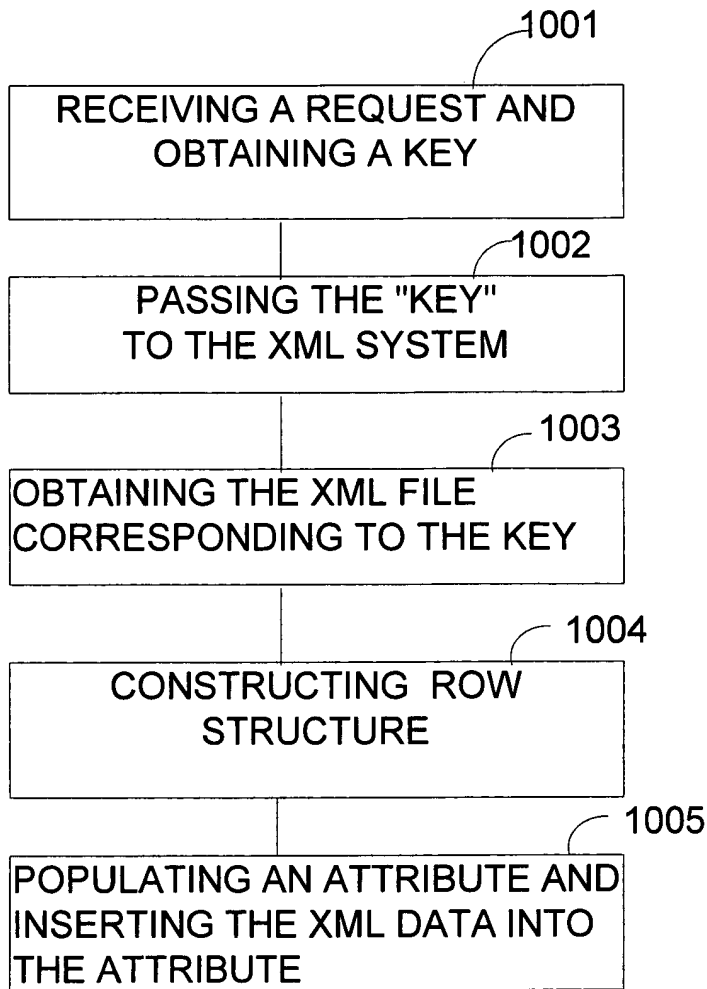 1001
RECEIVING A REQUEST AND
OBTAINING A KEY
1002
PASSING THE "KEY"
TO THE XML SYSTEM
1003
OBTAINING THE XML FILE
CORRESPONDING TO THE KEY
1004
CONSTRUCTING ROW
STRUCTURE
1005
POPULATING AN ATTRIBUTE AND
INSERTING THE XML DATA INTO
THE ATTRIBUTE